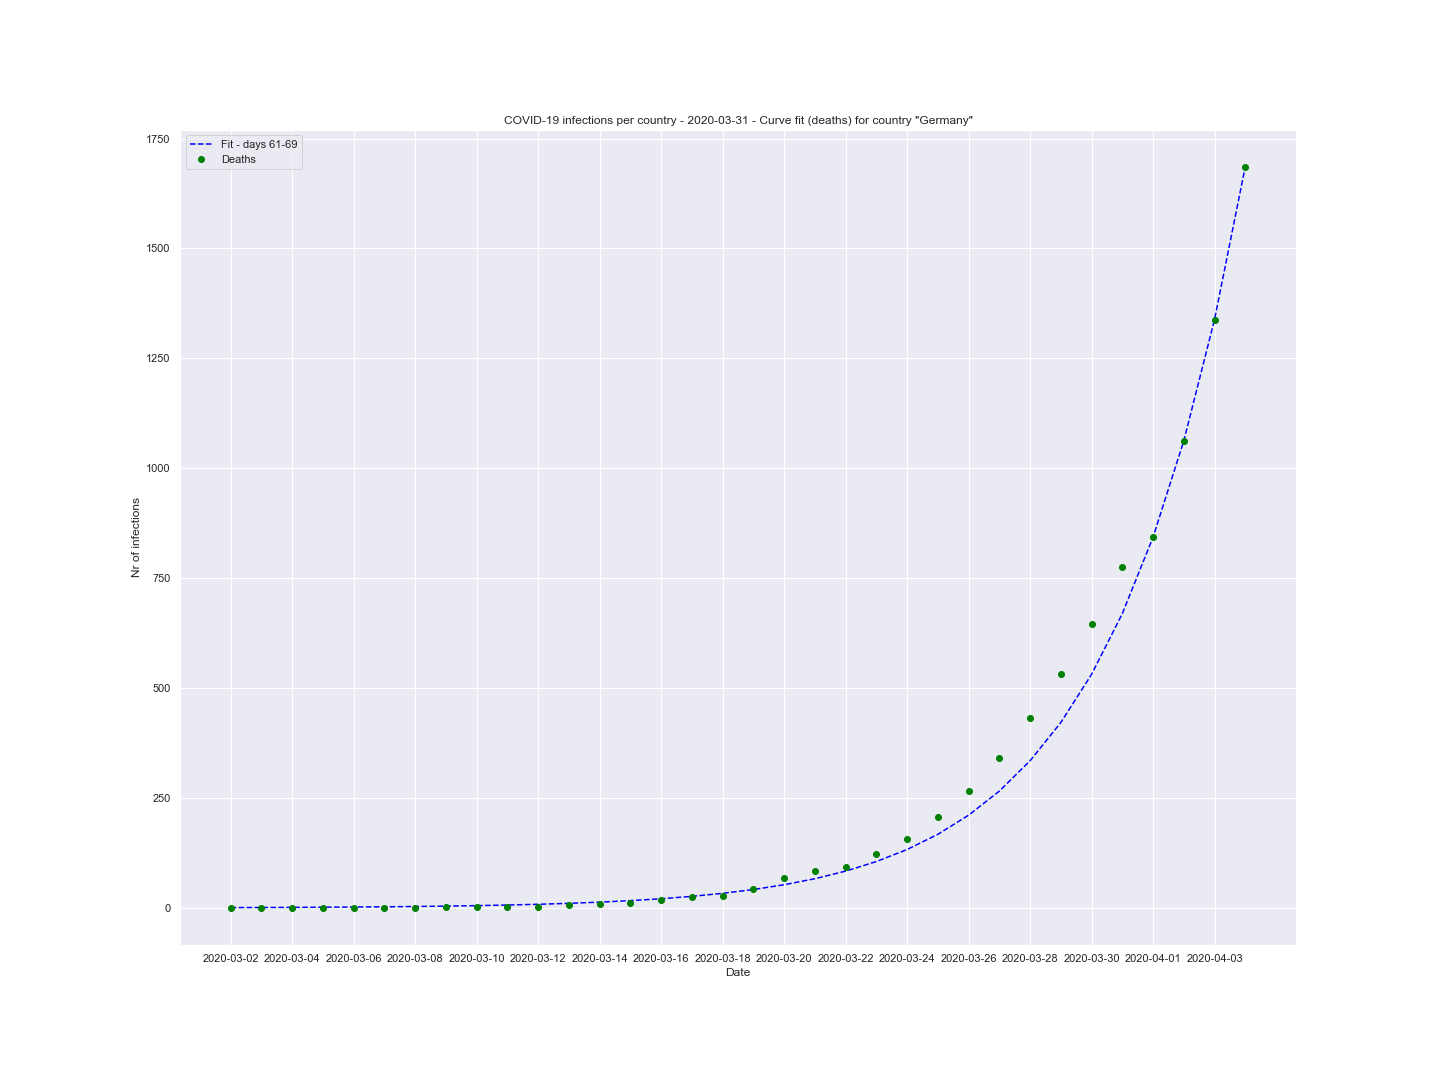 COVID-19 infections per country - 2020-03-31 - Curve fit (deaths) for country "Germany"
Fit - days 61-69
Deaths
1750
1500
1250
1000
750
500
250
0
Nr of infections
2020-03-02 2020-03-04 2020-03-06 2020-03-08 2020-03-10 2020-03-12 2020-03-14 2020-03-16 2020-03-18 2020-03-20 2020-03-22 2020-03-24 2020-03-26 2020-03-28 2020-03-30 2020-04-01 2020-04-03
Date